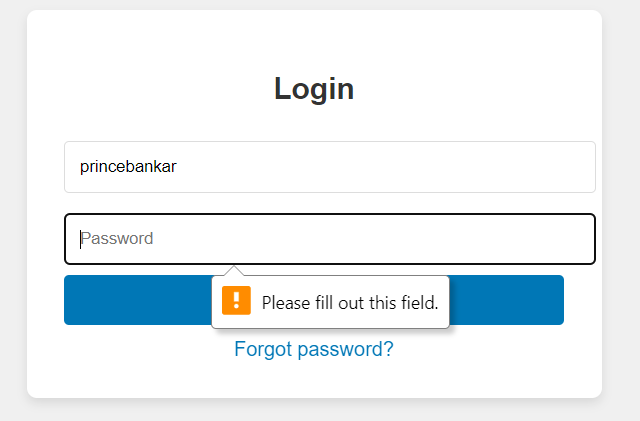 Login
princebankar
Password
Please fill out this field.
Forgot password?